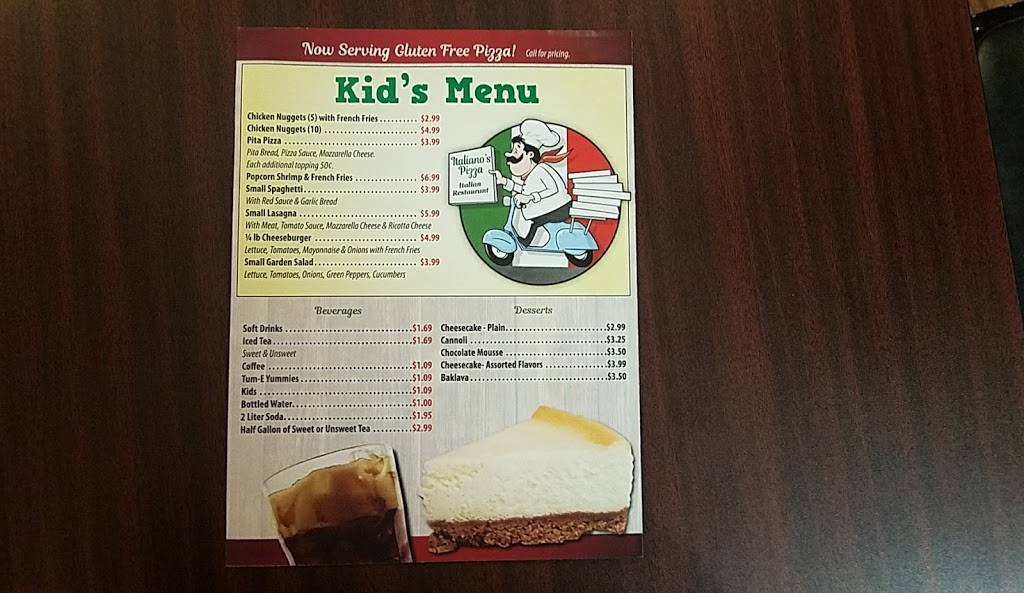 Now Serving Gluten Free Pizza! Call for pricing.
Kid's Menu
Chicken Nuggets (5) with French Fries .......... $2.99
Chicken Nuggets (10) .......... $4.99
Pita Pizza .......... $3.99
Pita Bread, Pizza Sauce, Mozzarella Cheese.
Each additional topping 50¢.
Popcorn Shrimp & French Fries .......... $6.99
Small Spaghetti .......... $3.99
With Red Sauce & Garlic Bread
Small Lasagna .......... $5.99
With Meat, Tomato Sauce, Mozzarella Cheese & Ricotta Cheese
¼ lb Cheeseburger .......... $4.99
Lettuce, Tomatoes, Mayonnaise & Onions with French Fries
Small Garden Salad .......... $3.99
Lettuce, Tomatoes, Onions, Green Peppers, Cucumbers
Italiano's
Pizza
Italian
Restaurant
Beverages
Soft Drinks .......... $1.69
Iced Tea .......... $1.69
Sweet & Unsweet
Coffee .......... $1.09
Tum-E Yummies .......... $1.09
Kids .......... $1.09
Bottled Water .......... $1.00
2 Liter Soda .......... $1.95
Half Gallon of Sweet or Unsweet Tea .......... $2.99
Desserts
Cheesecake - Plain .......... $2.99
Cannoli .......... $3.25
Chocolate Mousse .......... $3.50
Cheesecake- Assorted Flavors .......... $3.99
Baklava .......... $3.50